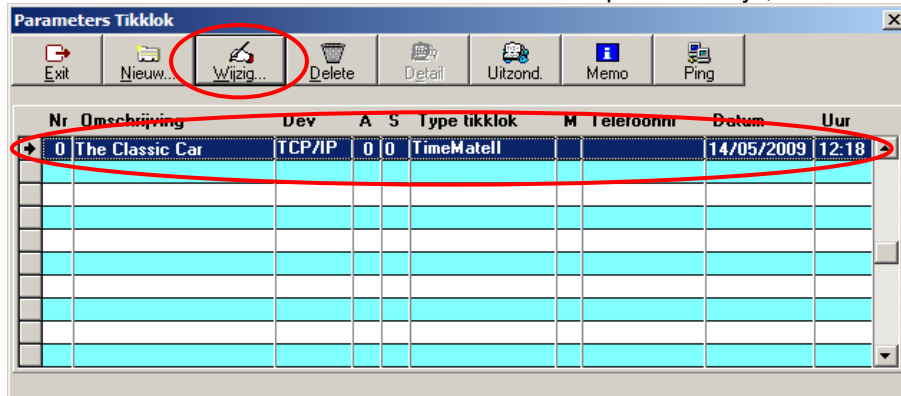 Parameters Tikklok
Exit Nieuw... Wijzig... Delete Detail Uitzond. Memo Ping
Nr Omschrijving Dev A S Type tikklok M Telefoonnr Datum Uur
0 The Classic Car TCP/IP 0 0 TimeMateII 14/05/2009 12:18